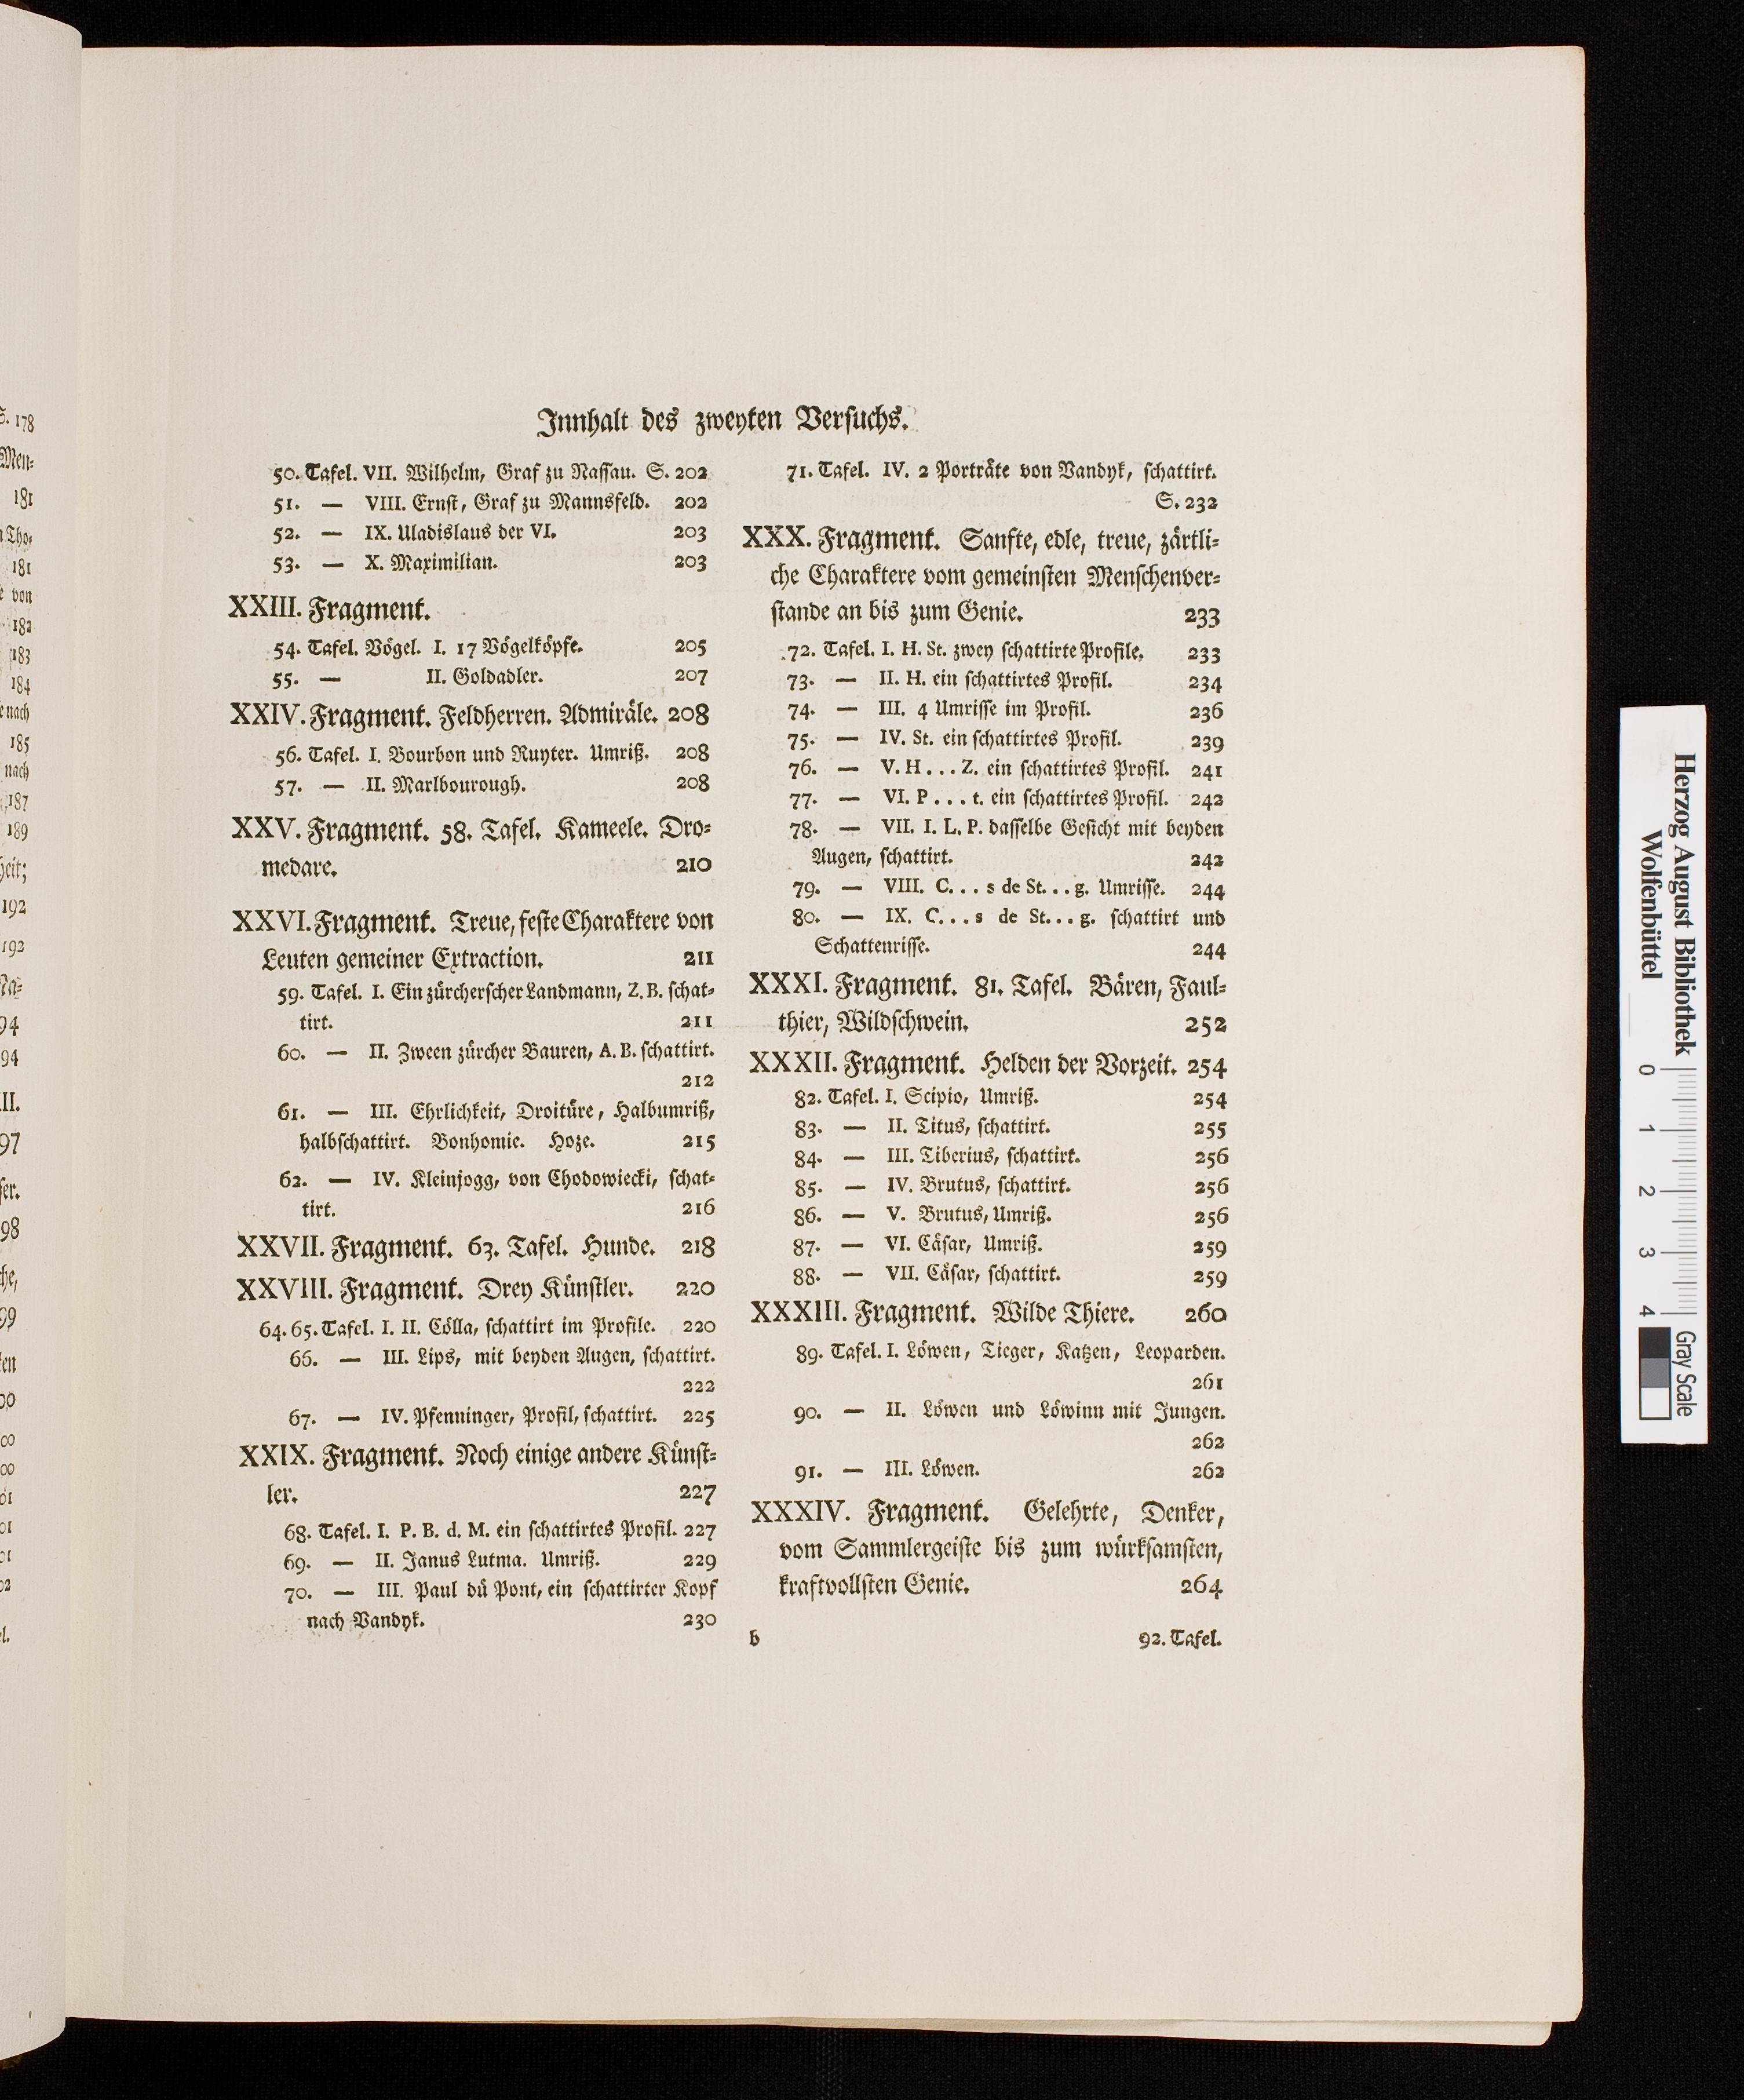 Innhalt des zweyten Versuchs.
50. Tafel. VII. Wilhelm, Graf zu Nassau. S. 202
51. — VIII. Ernst, Graf zu Mannsfeld. 202
52. — IX. Uladislaus der VI. 203
53. — X. Maximilian. 203
XXIII. Fragment.
54. Tafel. Vögel. I. 17 Vögelköpfe. 205
55. — II. Goldadler. 207
XXIV. Fragment. Feldherren. Admiräle. 208
56. Tafel. I. Bourbon und Ruyter. Umriß. 208
57. — II. Marlbourough. 208
XXV. Fragment. 58. Tafel. Kameele. Dro-
medare. 210
XXVI. Fragment. Treue, feste Charaktere von
Leuten gemeiner Extraction. 211
59. Tafel. I. Ein zürcherscher Landmann, Z. B. schat-
tirt. 211
60. — II. Zween zürcher Bauren, A. B. schattirt.
212
61. — III. Ehrlichkeit, Droitüre, Halbumriß,
halbschattirt. Bonhomie. Hoze. 215
62. — IV. Kleinjogg, von Chodowiecki, schat-
tirt. 216
XXVII. Fragment. 63. Tafel. Hunde. 218
XXVIII. Fragment. Drey Künstler. 220
64. 65. Tafel. I. II. Cölla, schattirt im Profile. 220
66. — III. Lips, mit beyden Augen, schattirt.
222
67. — IV. Pfenninger, Profil, schattirt. 225
XXIX. Fragment. Noch einige andere Künst-
ler. 227
68. Tafel. I. P. B. d. M. ein schattirtes Profil. 227
69. — II. Janus Lutma. Umriß. 229
70. — III. Paul dü Pont, ein schattirter Kopf
nach Vandyk. 230
71. Tafel. IV. 2 Porträte von Vandyk, schattirt.
S. 232
XXX. Fragment. Sanfte, edle, treue, zärtli-
che Charaktere vom gemeinsten Menschenver-
stande an bis zum Genie. 233
72. Tafel. I. H. St. zwey schattirte Profile. 233
73. — II. H. ein schattirtes Profil. 234
74. — III. 4 Umrisse im Profil. 236
75. — IV. St. ein schattirtes Profil. 239
76. — V. H . . . Z. ein schattirtes Profil. 241
77. — VI. P . . . t. ein schattirtes Profil. 242
78. — VII. I. L. P. dasselbe Gesicht mit beyden
Augen, schattirt. 242
79. — VIII. C. . . s de St. . . g. Umrisse. 244
80. — IX. C. . . s de St. . . g. schattirt und
Schattenrisse. 244
XXXI. Fragment. 81. Tafel. Bären, Faul-
thier, Wildschwein. 252
XXXII. Fragment. Helden der Vorzeit. 254
82. Tafel. I. Scipio, Umriß. 254
83. — II. Titus, schattirt. 255
84. — III. Tiberius, schattirt. 256
85. — IV. Brutus, schattirt. 256
86. — V. Brutus, Umriß. 256
87. — VI. Cäsar, Umriß. 259
88. — VII. Cäsar, schattirt. 259
XXXIII. Fragment. Wilde Thiere. 260
89. Tafel. I. Löwen, Tieger, Katzen, Leoparden.
261
90. — II. Löwen und Löwinn mit Jungen.
262
91. — III. Löwen. 262
XXXIV. Fragment. Gelehrte, Denker,
vom Sammlergeiste bis zum würksamsten,
kraftvollsten Genie. 264
b 92. Tafel.
Herzog August Bibliothek
Wolfenbüttel
0 1 2 3 4
Gray Scale